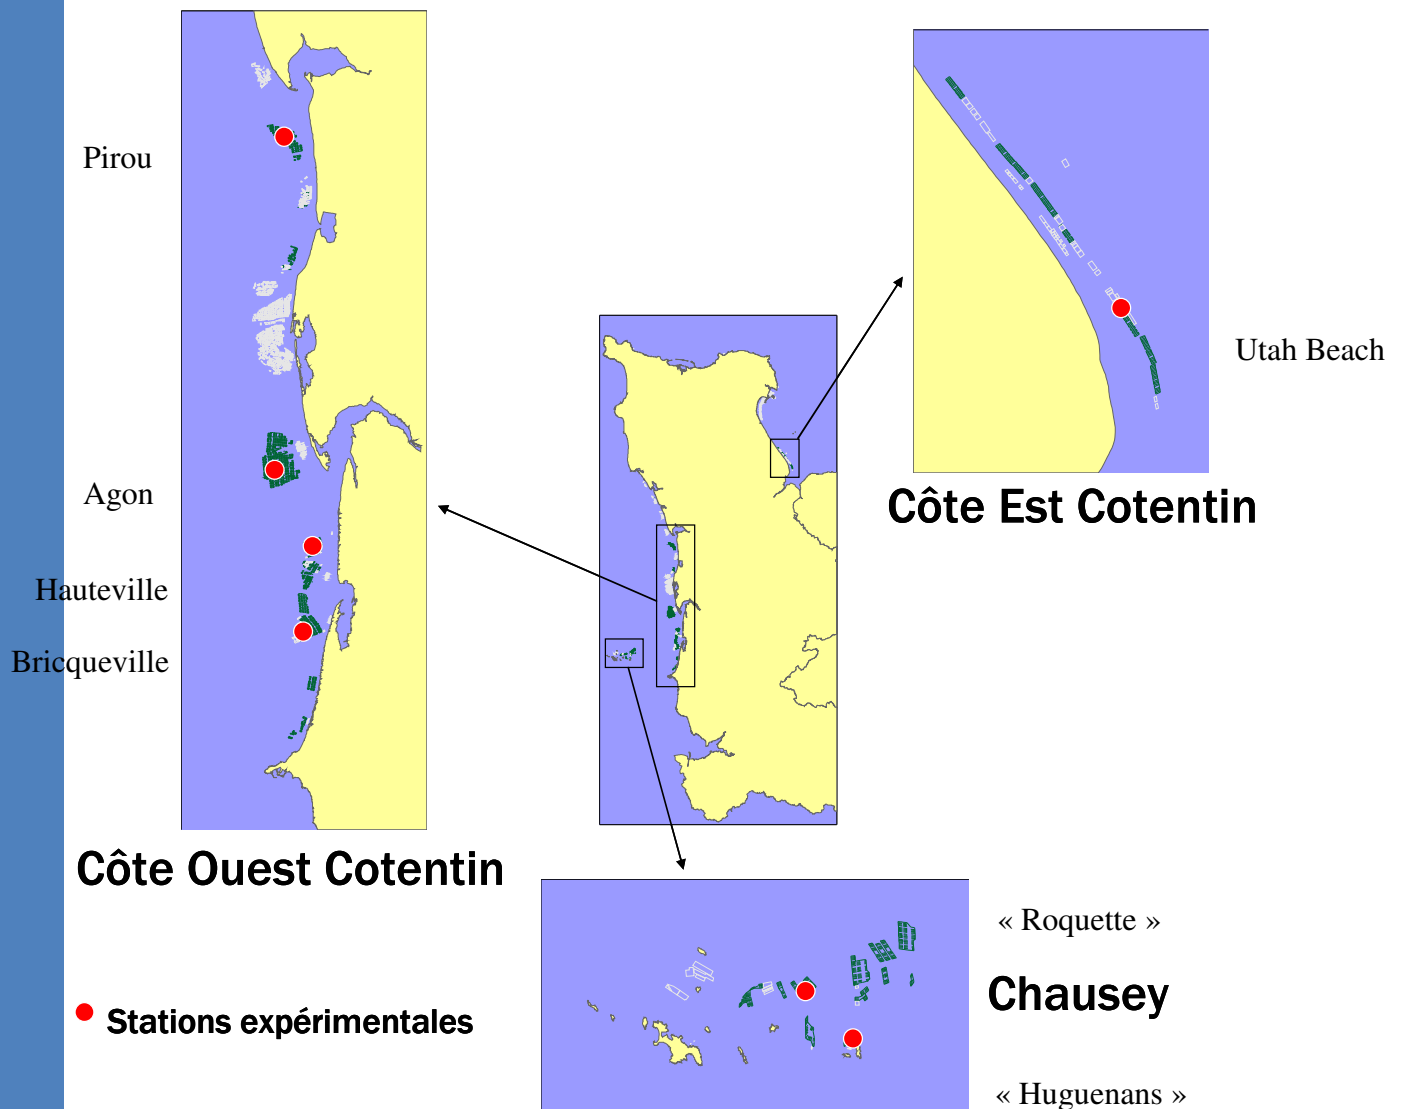 Pirou
Utah Beach
Agon
Côte Est Cotentin
Hauteville
Bricqueville
Côte Ouest Cotentin
« Roquette »
Chausey
Stations expérimentales
« Huguenans »